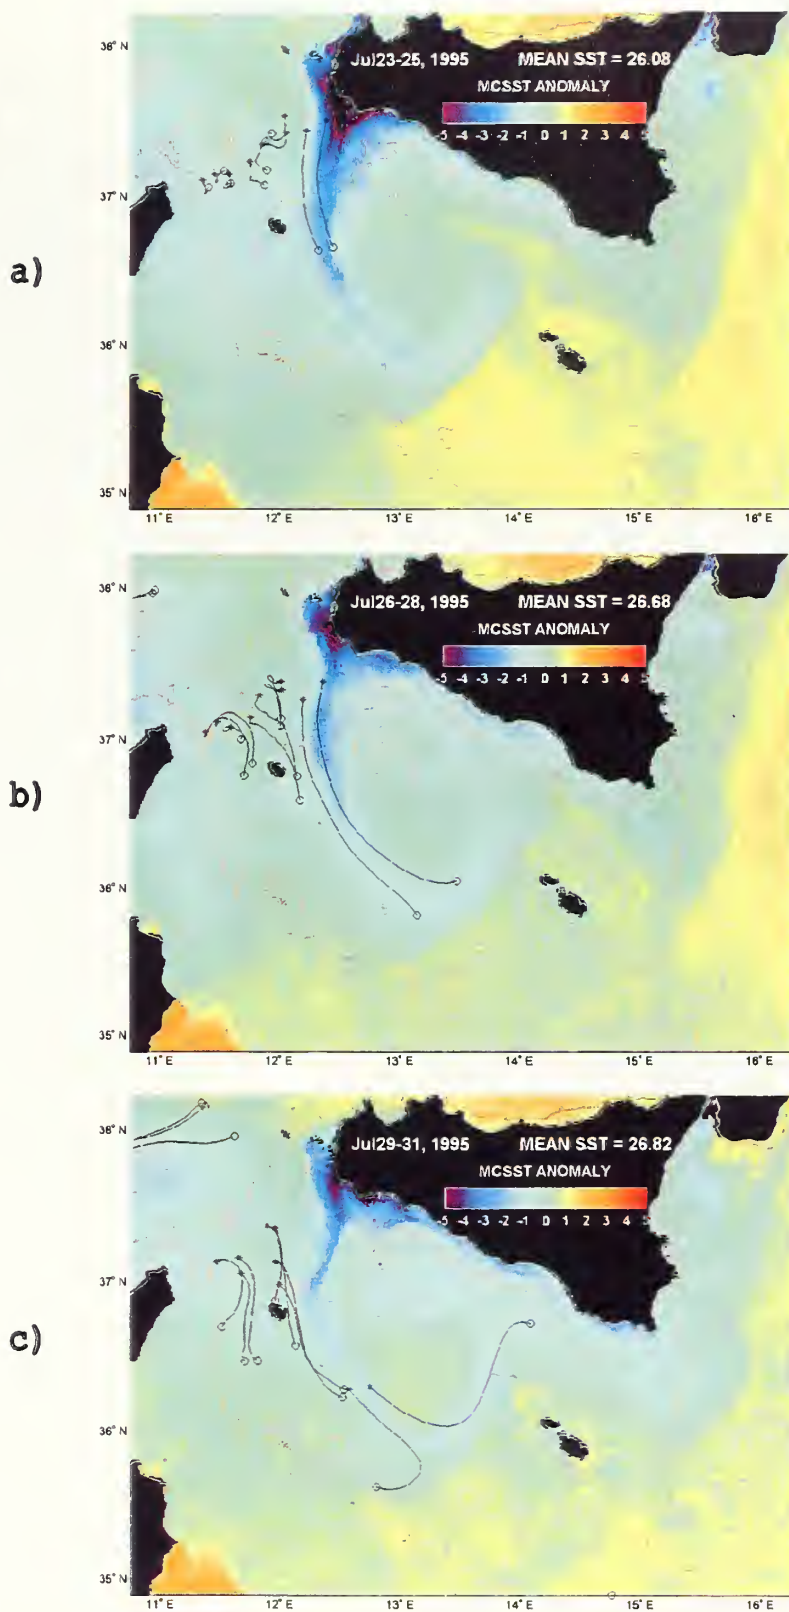 a)
Jul23-25, 1995 MEAN SST = 26.08
MCSST ANOMALY
-5 -4 -3 -2 -1 0 1 2 3 4 5
38° N
37° N
36° N
35° N
11° E 12° E 13° E 14° E 15° E 16° E
b)
Jul26-28, 1995 MEAN SST = 26.68
MCSST ANOMALY
-5 -4 -3 -2 -1 0 1 2 3 4 5
38° N
37° N
36° N
35° N
11° E 12° E 13° E 14° E 15° E 16° E
c)
Jul29-31, 1995 MEAN SST = 26.82
MCSST ANOMALY
-5 -4 -3 -2 -1 0 1 2 3 4 5
38° N
37° N
36° N
35° N
11° E 12° E 13° E 14° E 15° E 16° E